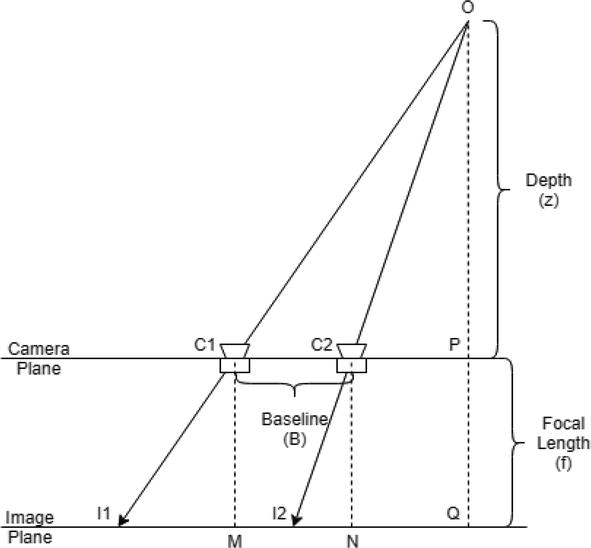 O
Depth
(z)
C1
C2
P
Camera
Plane
Baseline
(B)
Focal
Length
(f)
I1
I2
Q
Image
Plane
M
N